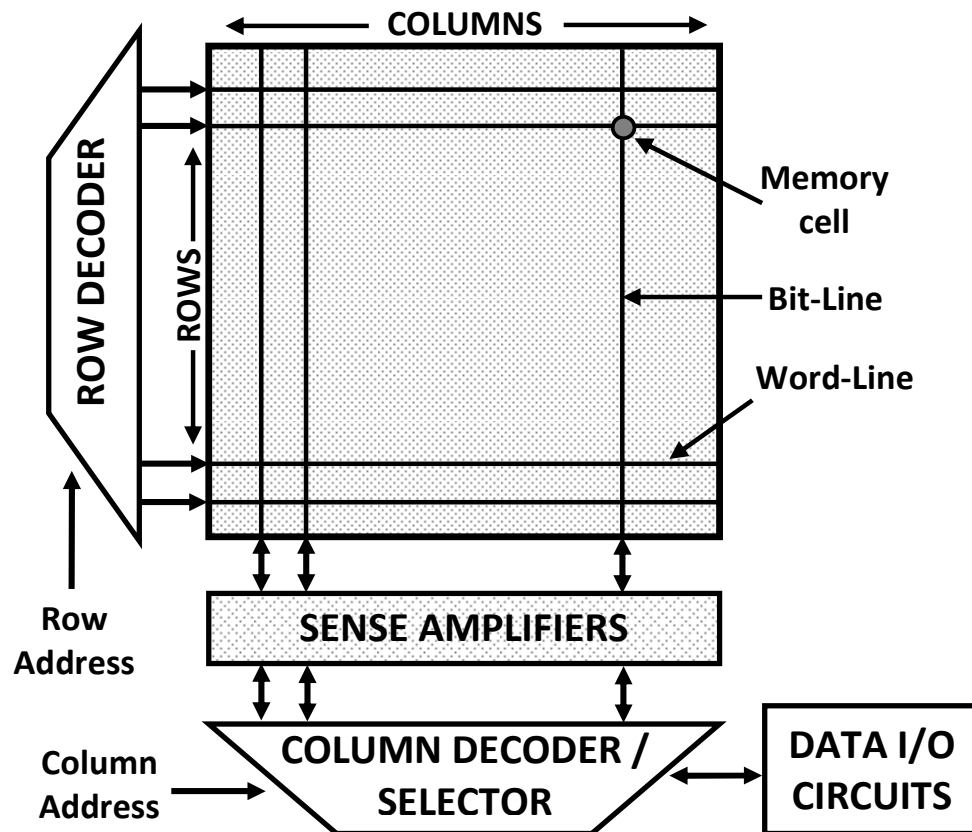 COLUMNS
ROW DECODER
ROWS
Memory
cell
Bit-Line
Word-Line
Row
Address
SENSE AMPLIFIERS
COLUMN DECODER /
SELECTOR
Column
Address
DATA I/O
CIRCUITS